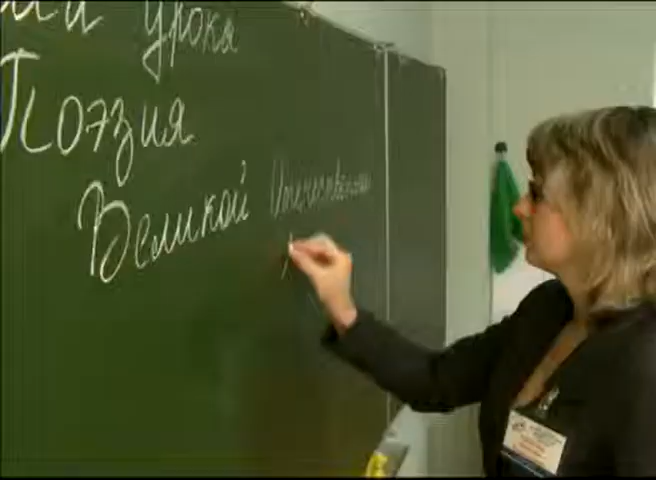 урока
Поэзия
Великой Отечественной